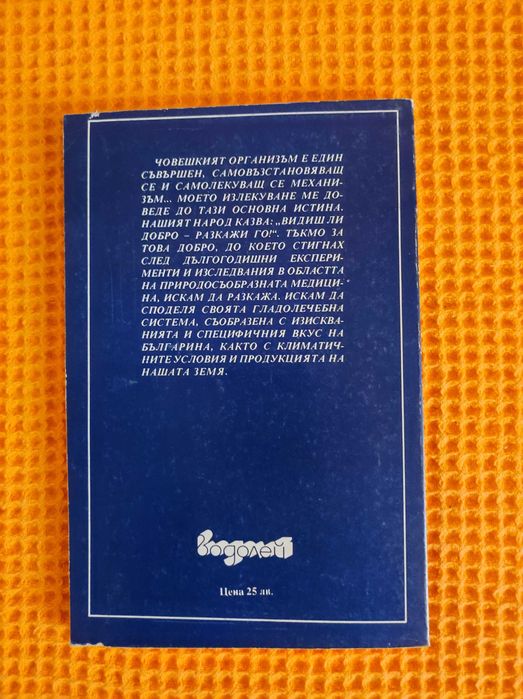 ЧОВЕШКИЯТ ОРГАНИЗЪМ Е ЕДИН
СЪВЪРШЕН, САМОВЪЗСТАНОВЯВАЩ
СЕ И САМОЛЕКУВАЩ СЕ МЕХАНИ-
ЗЪМ... МОЕТО ИЗЛЕКУВАНЕ МЕ ДО-
ВЕДЕ ДО ТАЗИ ОСНОВНА ИСТИНА.
НАШИЯТ НАРОД КАЗВА: „ВИДИШ ЛИ
ДОБРО – РАЗКАЖИ ГО!". ТЪКМО ЗА
ТОВА ДОБРО, ДО КОЕТО СТИГНАХ
СЛЕД ДЪЛГОГОДИШНИ ЕКСПЕРИ-
МЕНТИ И ИЗСЛЕДВАНИЯ В ОБЛАСТТА
НА ПРИРОДОСЪОБРАЗНАТА МЕДИЦИ-
НА, ИСКАМ ДА РАЗКАЖА. ИСКАМ ДА
СПОДЕЛЯ СВОЯТА ГЛАДОЛЕЧЕБНА
СИСТЕМА, СЪОБРАЗЕНА С ИЗИСКВА-
НИЯТА И СПЕЦИФИЧНИЯ ВКУС НА
БЪЛГАРИНА, КАКТО С КЛИМАТИЧ-
НИТЕ УСЛОВИЯ И ПРОДУКЦИЯТА НА
НАШАТА ЗЕМЯ.
водолей
Цена 25 лв.